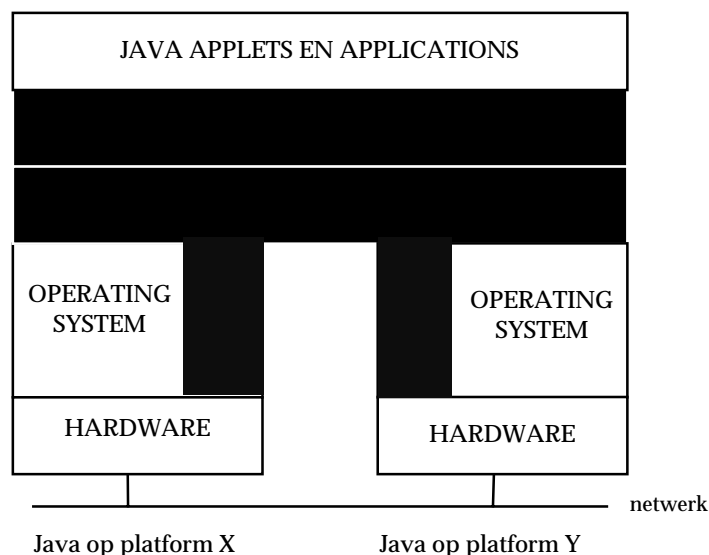 JAVA APPLETS EN APPLICATIONS
OPERATING
SYSTEM
OPERATING
SYSTEM
HARDWARE
HARDWARE
netwerk
Java op platform X
Java op platform Y